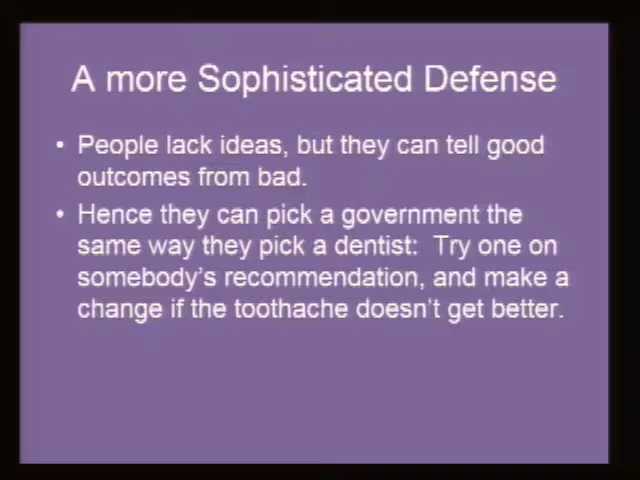 A more Sophisticated Defense
• People lack ideas, but they can tell good
outcomes from bad.
• Hence they can pick a government the
same way they pick a dentist:  Try one on
somebody's recommendation, and make a
change if the toothache doesn't get better.